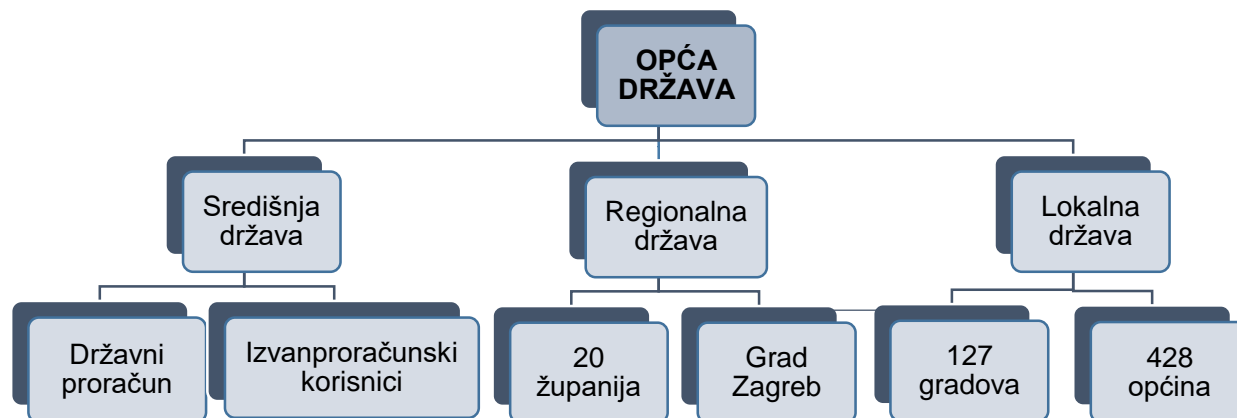 OPĆA
DRŽAVA
Središnja
država
Regionalna
država
Lokalna
država
Državni
proračun
Izvanproračunski
korisnici
20
županija
Grad
Zagreb
127
gradova
428
općina